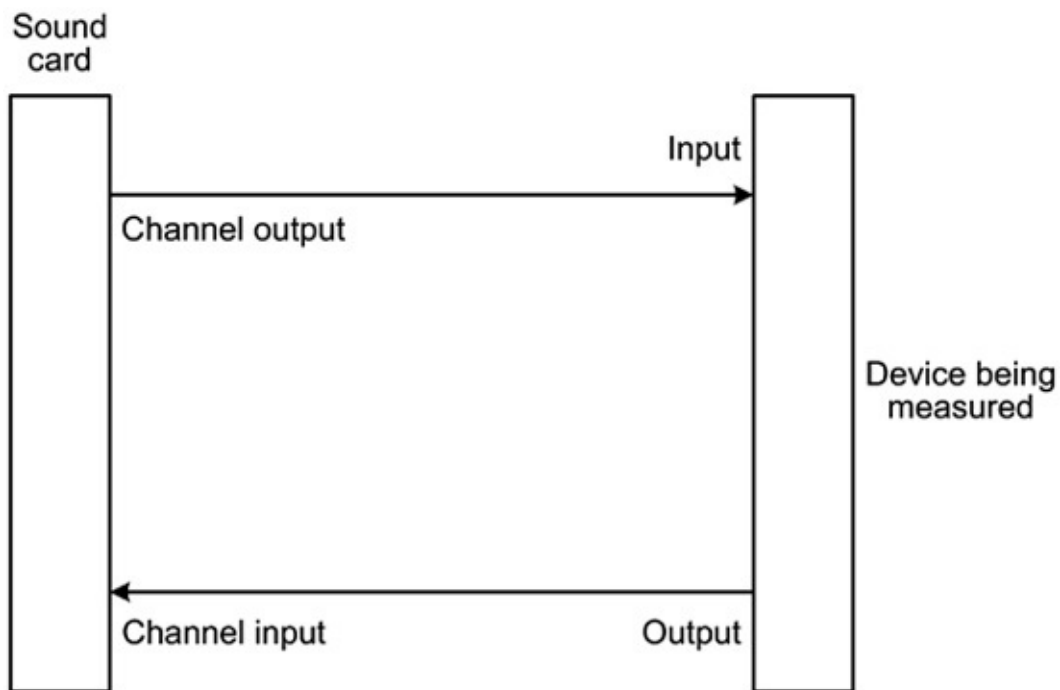 Sound
card
Input
Channel output
Device being
measured
Channel input
Output